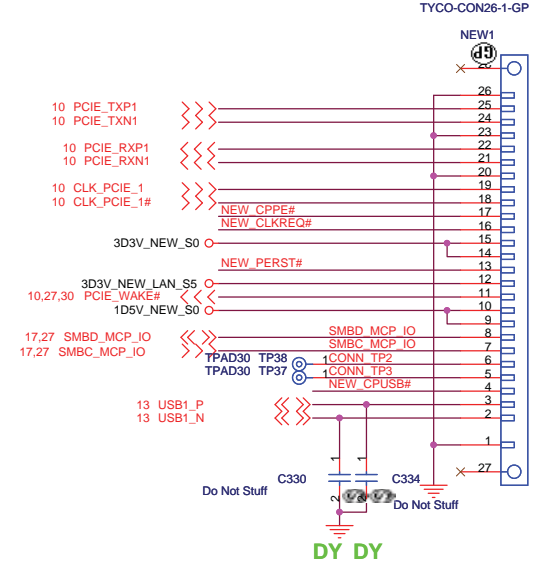 TYCO-CON26-1-GP
NEW1
GP
26
10 PCIE_TXP1
25
10 PCIE_TXN1
24
23
10 PCIE_RXP1
22
10 PCIE_RXN1
21
20
10 CLK_PCIE_1
19
10 CLK_PCIE_1#
18
NEW_CPPE#
17
NEW_CLKREQ#
16
3D3V_NEW_S0
15
14
NEW_PERST#
13
3D3V_NEW_LAN_S5
12
10,27,30 PCIE_WAKE#
11
1D5V_NEW_S0
10
9
17,27 SMBD_MCP_IO
SMBD_MCP_IO
8
17,27 SMBC_MCP_IO
SMBC_MCP_IO
7
TPAD30 TP38
1 CONN_TP2
6
TPAD30 TP37
1 CONN_TP3
5
NEW_CPUSB#
4
13 USB1_P
3
13 USB1_N
2
1
27
1
1
C330
C334
2
Do Not Stuff
Do Not Stuff
DY DY